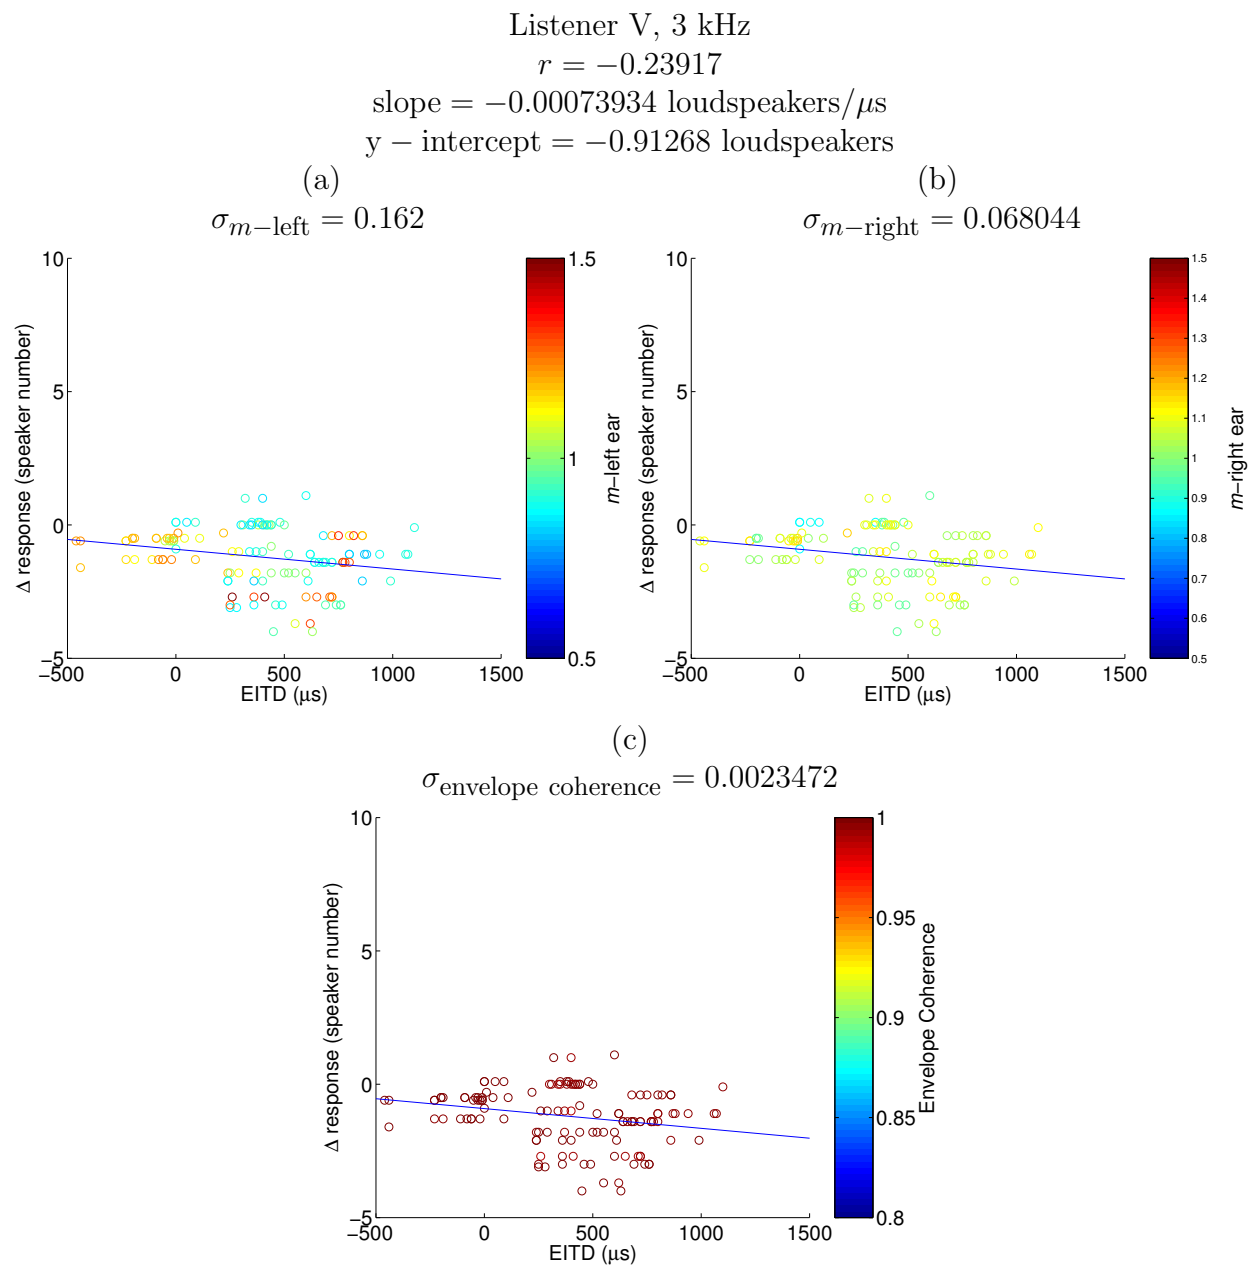 Listener V, 3 kHz
r = −0.23917
slope = −0.00073934 loudspeakers/μs
y − intercept = −0.91268 loudspeakers
(a)
σm−left = 0.162
10
5
0
−5
−500
0
500
1000
1500
Δ response (speaker number)
EITD (μs)
1.5
1
0.5
m−left ear
(b)
σm−right = 0.068044
10
5
0
−5
−500
0
500
1000
1500
Δ response (speaker number)
EITD (μs)
1.5
1.4
1.3
1.2
1.1
1
0.9
0.8
0.7
0.6
0.5
m−right ear
(c)
σenvelope coherence = 0.0023472
10
5
0
−5
−500
0
500
1000
1500
Δ response (speaker number)
EITD (μs)
1
0.95
0.9
0.85
0.8
Envelope Coherence